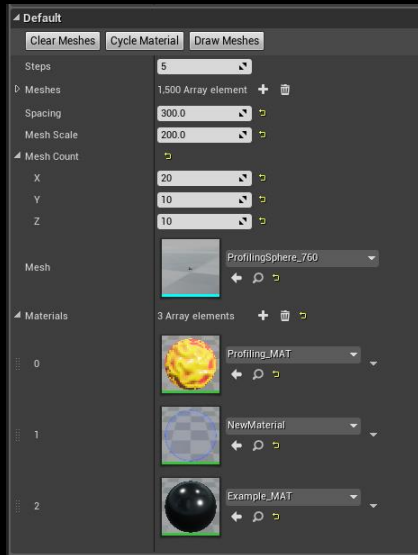 Default
Clear Meshes Cycle Material Draw Meshes
Steps 5
Meshes 1,500 Array element
Spacing 300.0
Mesh Scale 200.0
Mesh Count
X 20
Y 10
Z 10
Mesh ProfilingSphere_760
Materials 3 Array elements
0 Profiling_MAT
1 NewMaterial
2 Example_MAT